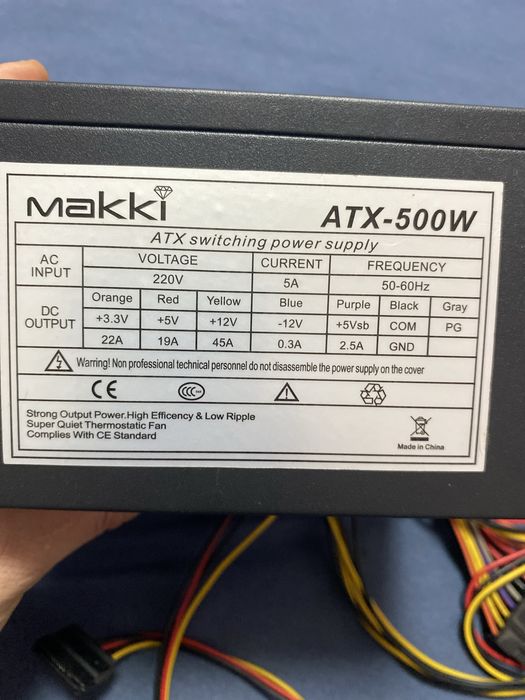 Makki
ATX-500W
ATX switching power supply
AC INPUT VOLTAGE CURRENT FREQUENCY
220V 5A 50-60Hz
DC OUTPUT Orange Red Yellow Blue Purple Black Gray
+3.3V +5V +12V -12V +5Vsb COM PG
22A 19A 45A 0.3A 2.5A GND
Warring! Non professional technical personnel do not disassemble the power supply on the cover
CE CCC
Strong Output Power.High Efficency & Low Ripple
Super Quiet Thermostatic Fan
Complies With CE Standard
Made in China